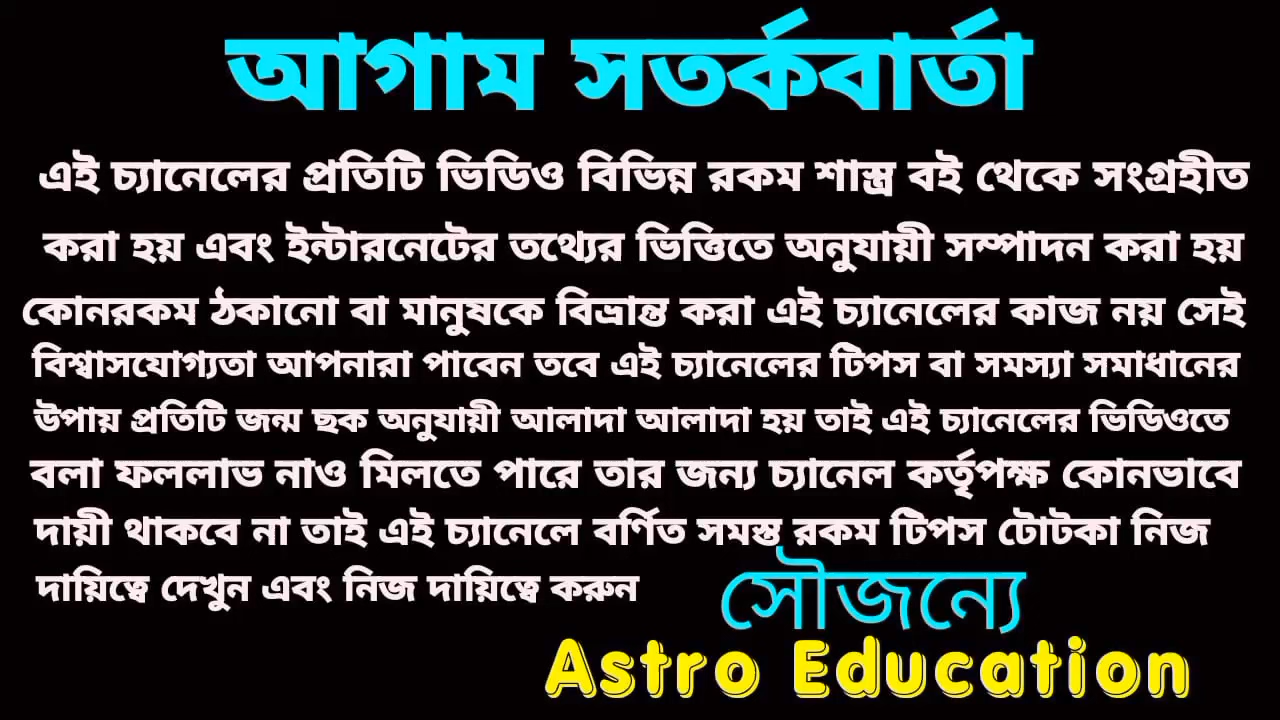 আগাম সতর্কবার্তা
এই চ্যানেলের প্রতিটি ভিডিও বিভিন্ন রকম শাস্ত্র বই থেকে সংগ্রহীত
করা হয় এবং ইন্টারনেটের তথ্যের ভিত্তিতে অনুযায়ী সম্পাদন করা হয়
কোনরকম ঠকানো বা মানুষকে বিভ্রান্ত করা এই চ্যানেলের কাজ নয় সেই
বিশ্বাসযোগ্যতা আপনারা পাবেন তবে এই চ্যানেলের টিপস বা সমস্যা সমাধানের
উপায় প্রতিটি জন্ম ছক অনুযায়ী আলাদা আলাদা হয় তাই এই চ্যানেলের ভিডিওতে
বলা ফললাভ নাও মিলতে পারে তার জন্য চ্যানেল কর্তৃপক্ষ কোনভাবে
দায়ী থাকবে না তাই এই চ্যানেলে বর্ণিত সমস্ত রকম টিপস টোটকা নিজ
দায়িত্বে দেখুন এবং নিজ দায়িত্বে করুন
সৌজন্যে
Astro Education